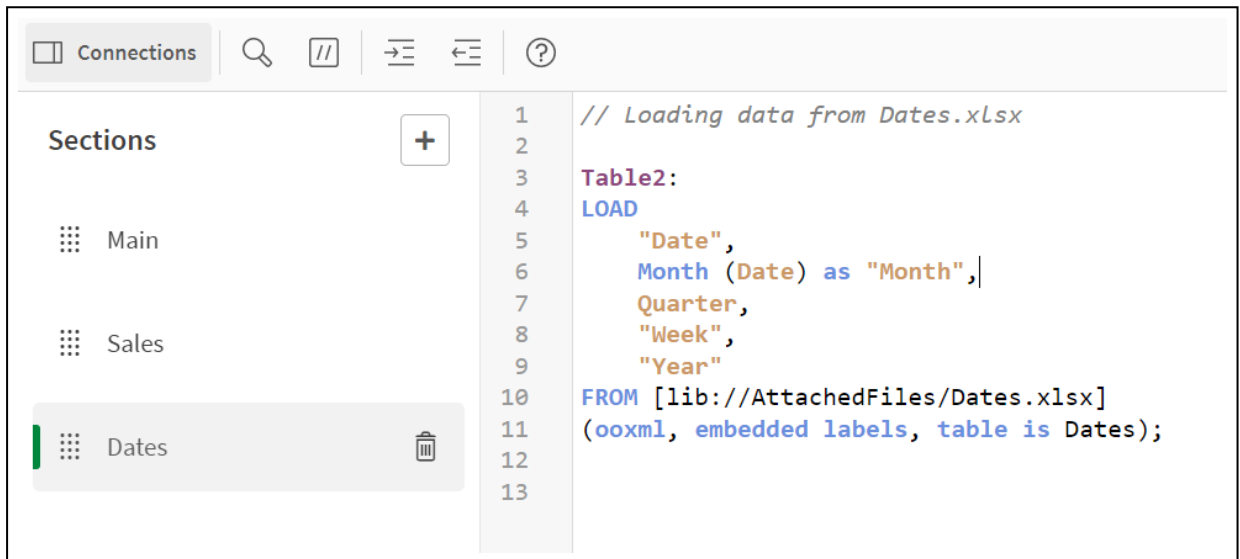 Connections
Sections
+
Main
Sales
Dates
1 // Loading data from Dates.xlsx
2
3 Table2:
4 LOAD
5 "Date",
6 Month (Date) as "Month",
7 Quarter,
8 "Week",
9 "Year"
10 FROM [lib://AttachedFiles/Dates.xlsx]
11 (ooxml, embedded labels, table is Dates);
12
13